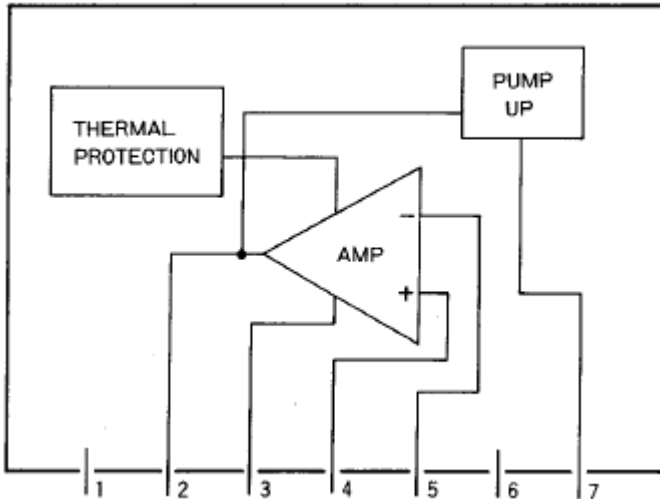 PUMP
UP
THERMAL
PROTECTION
−
AMP
+
1 2 3 4 5 6 7